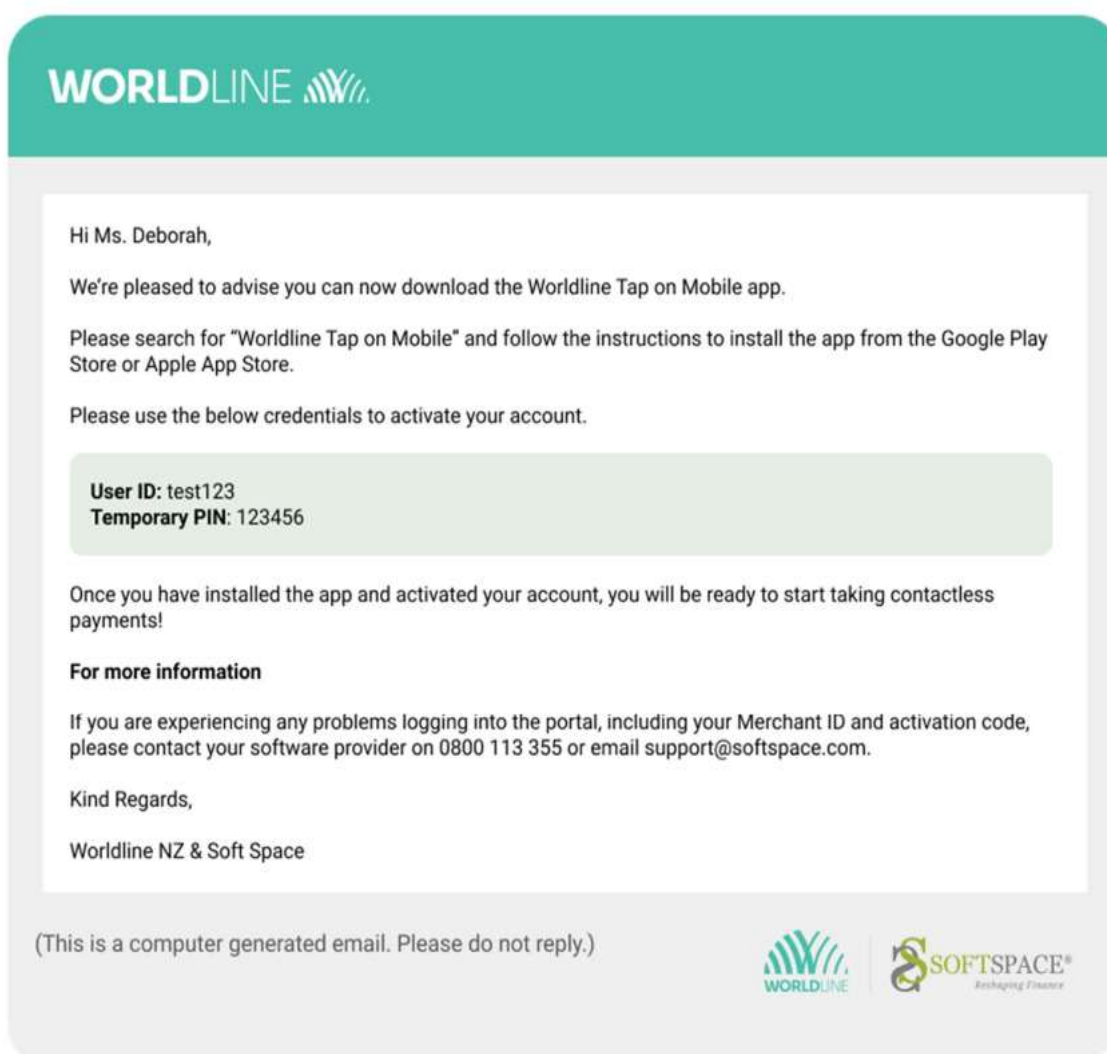 WORLDLINE
Hi Ms. Deborah,
We're pleased to advise you can now download the Worldline Tap on Mobile app.
Please search for “Worldline Tap on Mobile” and follow the instructions to install the app from the Google Play
Store or Apple App Store.
Please use the below credentials to activate your account.
User ID: test123
Temporary PIN: 123456
Once you have installed the app and activated your account, you will be ready to start taking contactless
payments!
For more information
If you are experiencing any problems logging into the portal, including your Merchant ID and activation code,
please contact your software provider on 0800 113 355 or email support@softspace.com.
Kind Regards,
Worldline NZ & Soft Space
(This is a computer generated email. Please do not reply.)
WORLDLINE
SOFTSPACE®
Reshaping Finance